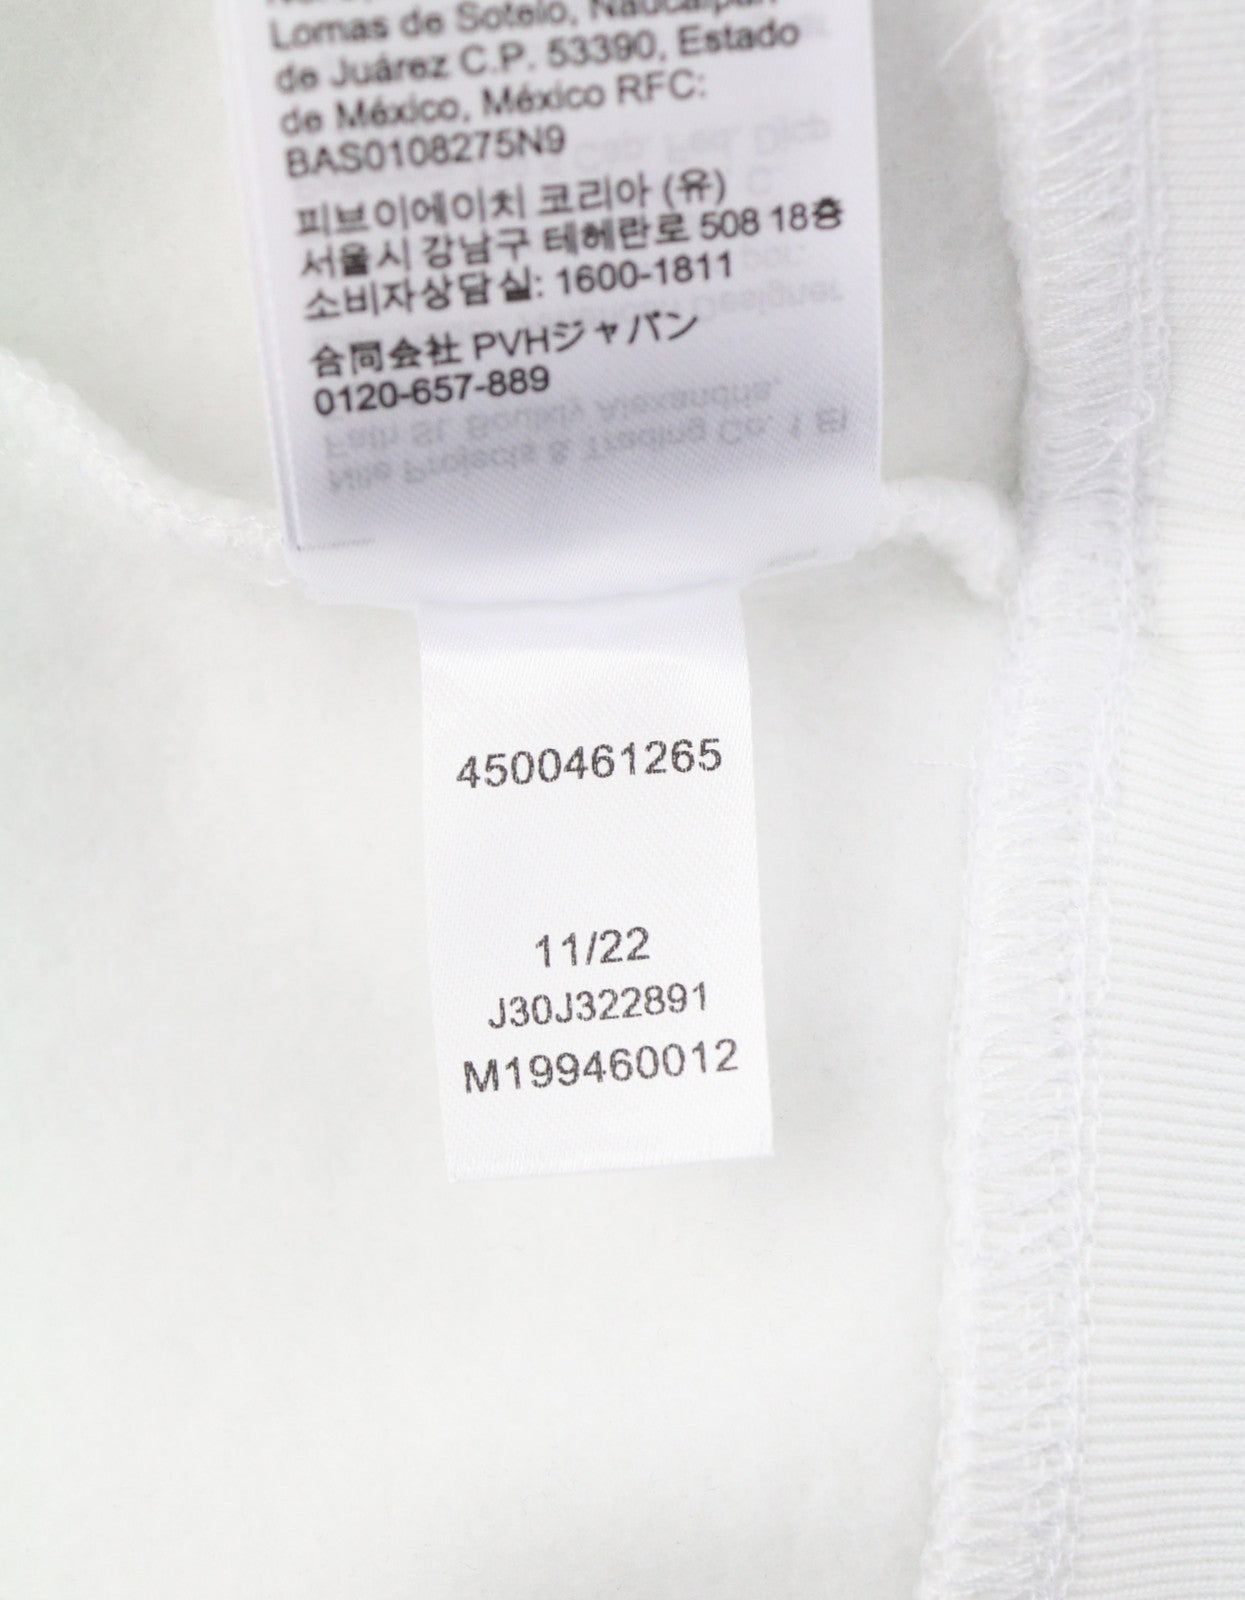 Lomas de Sotelo, Naucalpan
de Juárez C.P. 53390, Estado
de México, México RFC:
BAS0108275N9
피브이에이치 코리아 (유)
서울시 강남구 테헤란로 508 18층
소비자상담실: 1600-1811
合同会社 PVHジャパン
0120-657-889
4500461265
11/22
J30J322891
M199460012